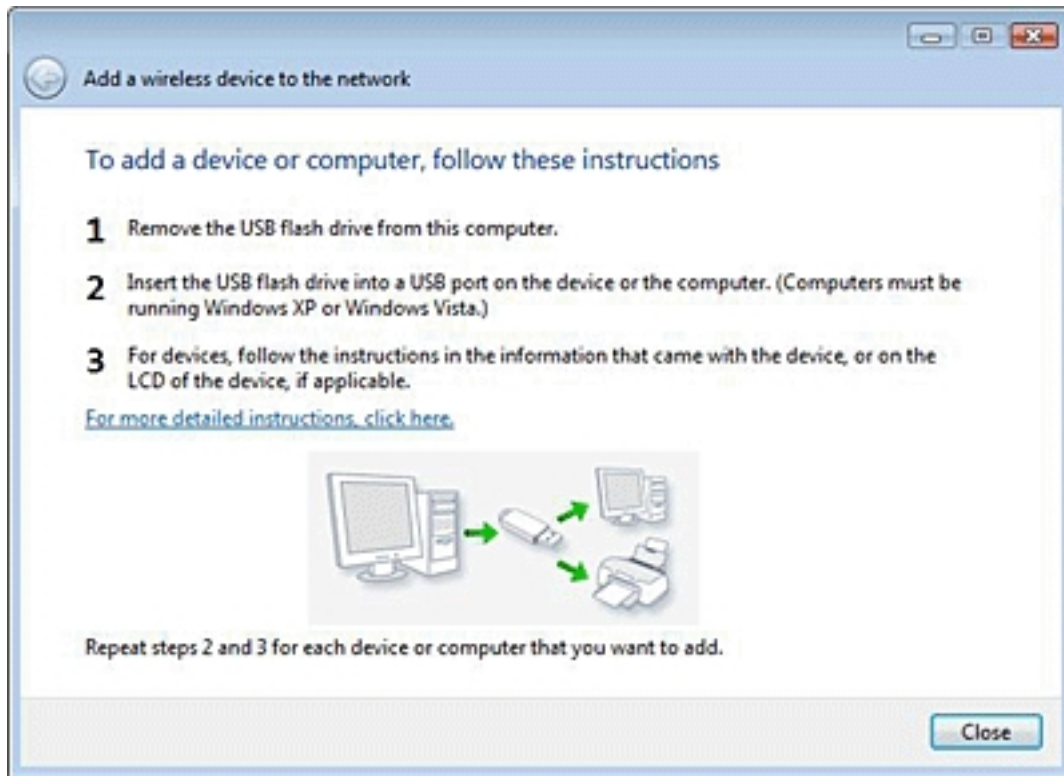 Add a wireless device to the network
To add a device or computer, follow these instructions
1 Remove the USB flash drive from this computer.
2 Insert the USB flash drive into a USB port on the device or the computer. (Computers must be
running Windows XP or Windows Vista.)
3 For devices, follow the instructions in the information that came with the device, or on the
LCD of the device, if applicable.
For more detailed instructions, click here.
Repeat steps 2 and 3 for each device or computer that you want to add.
Close